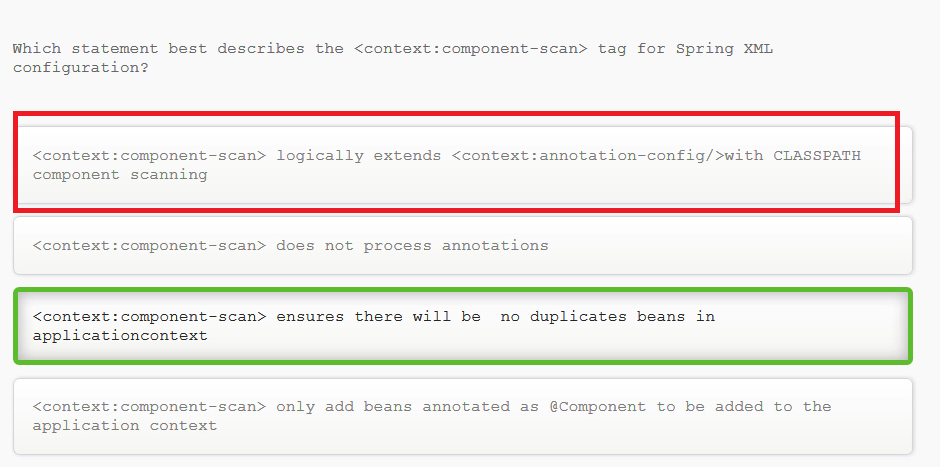 Which statement best describes the <context:component-scan> tag for Spring XML
configuration?
<context:component-scan> logically extends <context:annotation-config/>with CLASSPATH
component scanning
<context:component-scan> does not process annotations
<context:component-scan> ensures there will be  no duplicates beans in
applicationcontext
<context:component-scan> only add beans annotated as @Component to be added to the
application context